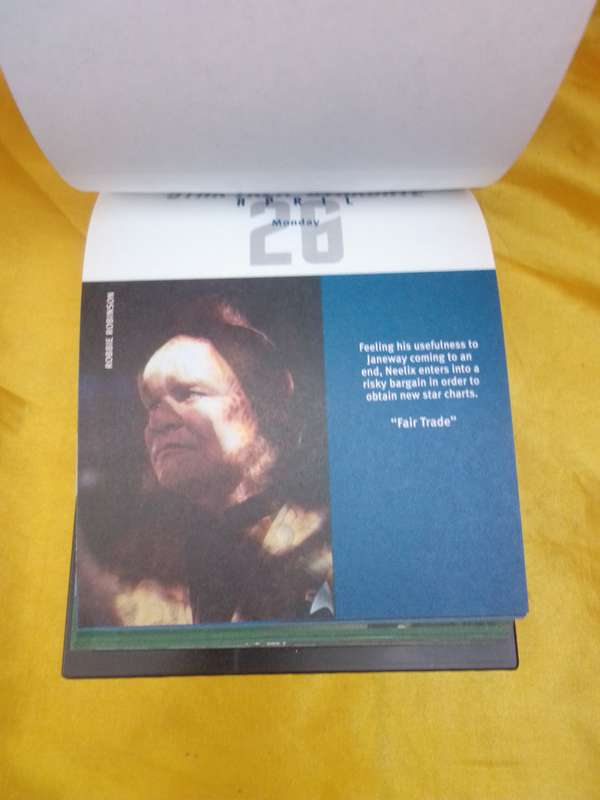 APRIL
26
Monday
ROBBIE ROBINSON
Feeling his usefulness to
Janeway coming to an
end, Neelix enters into a
risky bargain in order to
obtain new star charts.
"Fair Trade"